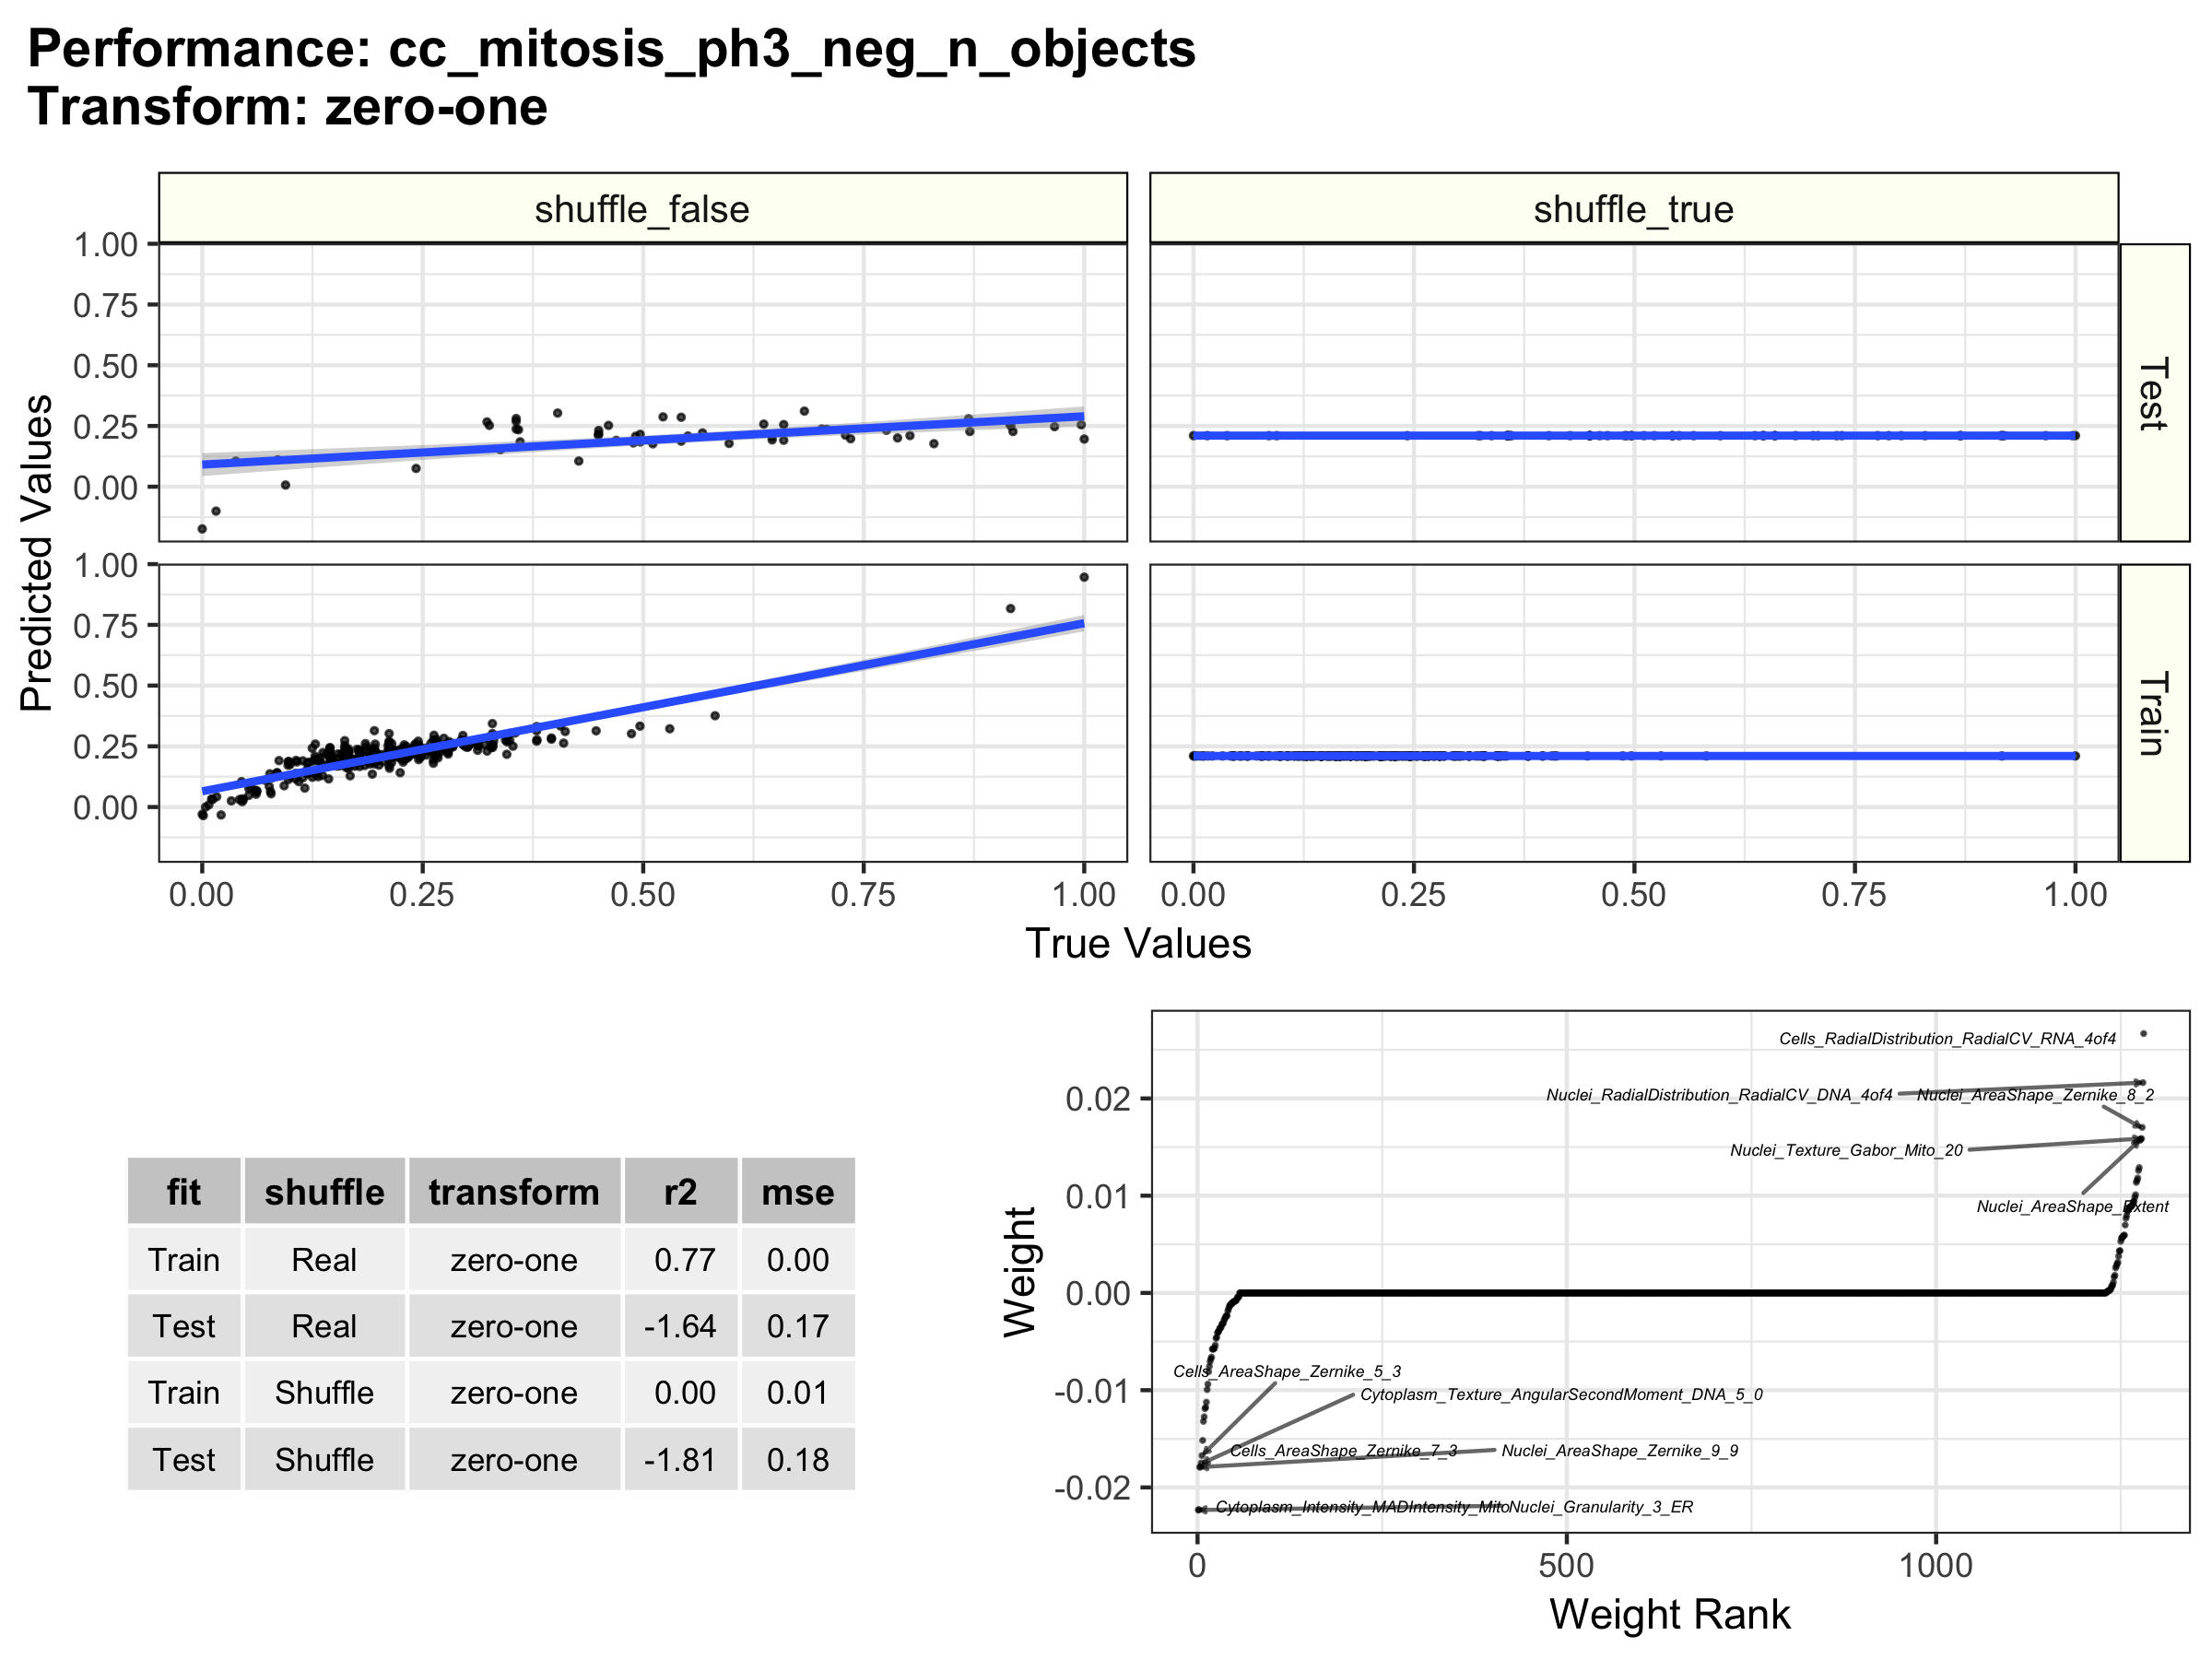 Performance: cc_mitosis_ph3_neg_n_objects
Transform: zero-one
shuffle_false
shuffle_true
1.00
0.75
0.50
0.25
0.00
Test
Predicted Values
1.00
0.75
0.50
0.25
0.00
Train
0.00 0.25 0.50 0.75 1.00
0.00 0.25 0.50 0.75 1.00
True Values
fit shuffle transform r2 mse
Train Real zero-one 0.77 0.00
Test Real zero-one -1.64 0.17
Train Shuffle zero-one 0.00 0.01
Test Shuffle zero-one -1.81 0.18
Weight
0.02
0.01
0.00
-0.01
-0.02
Cells_RadialDistribution_RadialCV_RNA_4of4
Nuclei_RadialDistribution_RadialCV_DNA_4of4
Nuclei_AreaShape_Zernike_8_2
Nuclei_Texture_Gabor_Mito_20
Nuclei_AreaShape_Extent
Cells_AreaShape_Zernike_5_3
Cytoplasm_Texture_AngularSecondMoment_DNA_5_0
Cells_AreaShape_Zernike_7_3
Nuclei_AreaShape_Zernike_9_9
Cytoplasm_Intensity_MADIntensity_Mito
Nuclei_Granularity_3_ER
0 500 1000
Weight Rank